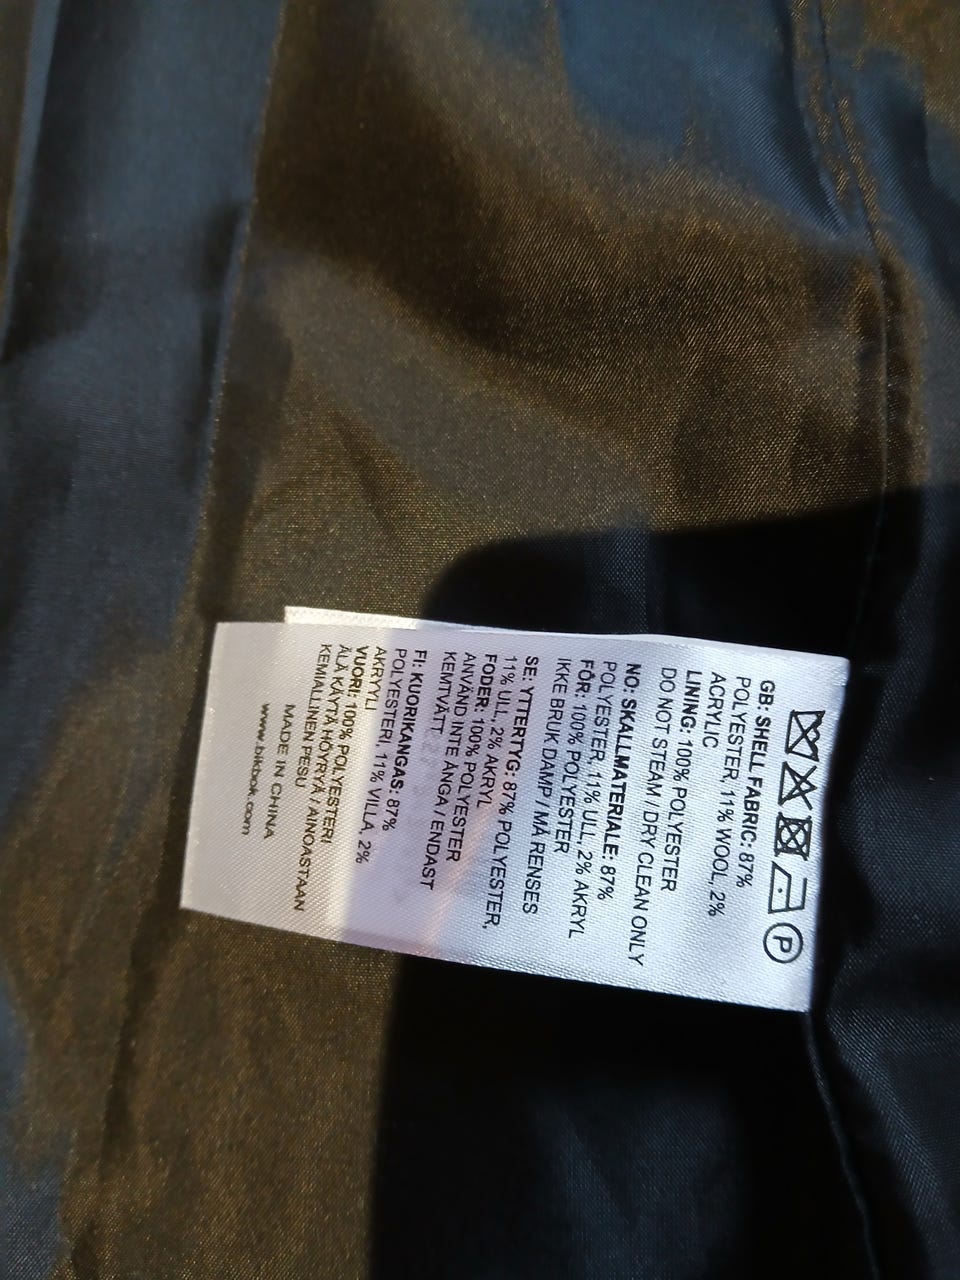 P
GB: SHELL FABRIC: 87%
POLYESTER, 11% WOOL, 2%
ACRYLIC
LINING: 100% POLYESTER
DO NOT STEAM / DRY CLEAN ONLY
NO: SKALLMATERIALE: 87%
POLYESTER, 11% ULL, 2% AKRYL
FÔR: 100% POLYESTER
IKKE BRUK DAMP / MÅ RENSES
SE: YTTERTYG: 87% POLYESTER,
11% ULL, 2% AKRYL
FODER: 100% POLYESTER
ANVÄND INTE ÅNGA / ENDAST
KEMTVÄTT
FI: KUORIKANGAS: 87%
POLYESTERI, 11% VILLA, 2%
AKRYYLI
VUORI: 100% POLYESTERI
ÄLÄ KÄYTÄ HÖYRYÄ / AINOASTAAN
KEMIALLINEN PESU
MADE IN CHINA
www.bikbok.com